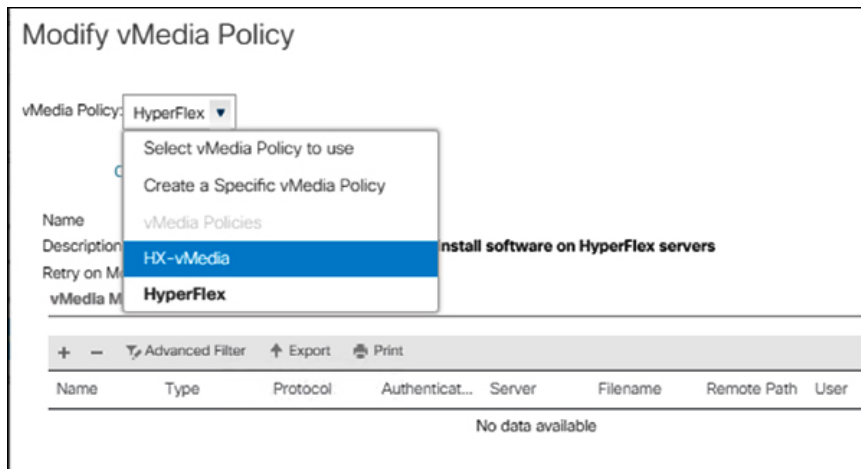 Modify vMedia Policy
vMedia Policy: HyperFlex
Select vMedia Policy to use
Create a Specific vMedia Policy
vMedia Policies
Name
Description nstall software on HyperFlex servers
HX-vMedia
Retry on M
HyperFlex
vMedia M
+ − Advanced Filter Export Print
Name Type Protocol Authenticat... Server Filename Remote Path User
No data available